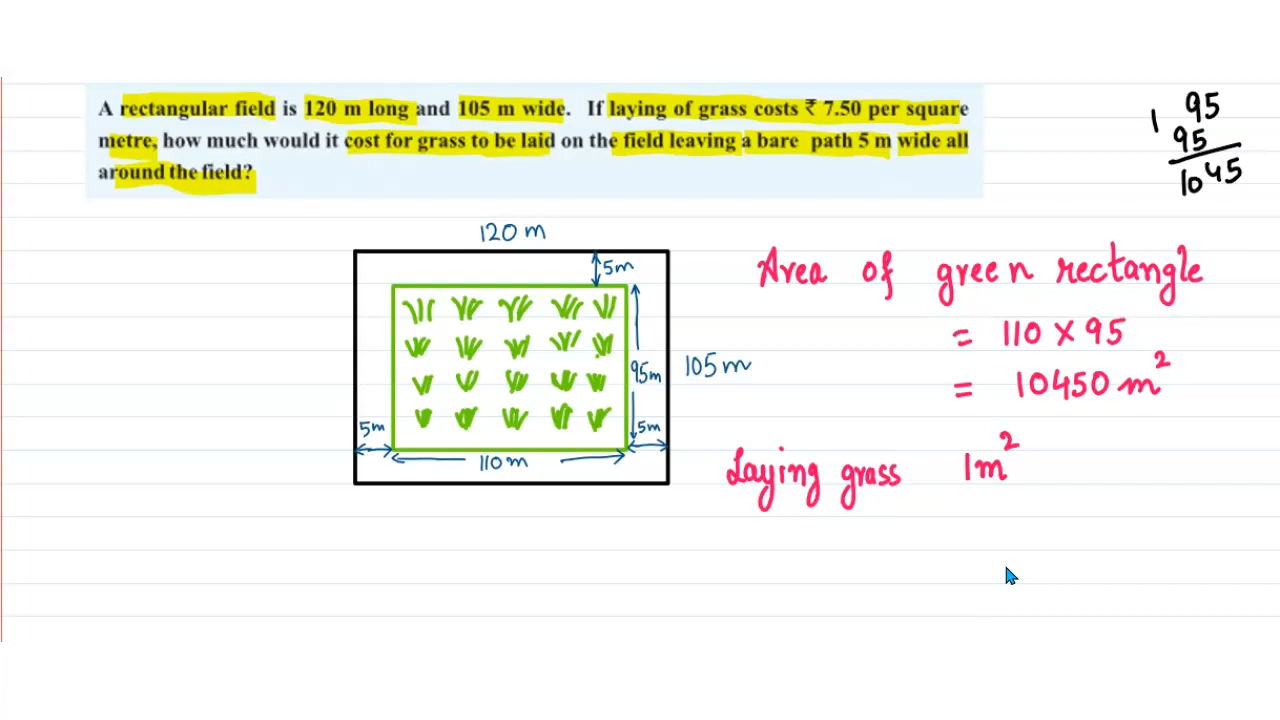 A rectangular field is 120 m long and 105 m wide. If laying of grass costs ₹ 7.50 per square
metre, how much would it cost for grass to be laid on the field leaving a bare path 5 m wide all
around the field?
1 95
95
1045
120 m
5m
95m
105m
5m
5m
110 m
Area of green rectangle
= 110 × 95
= 10450 m²
Laying grass 1m²